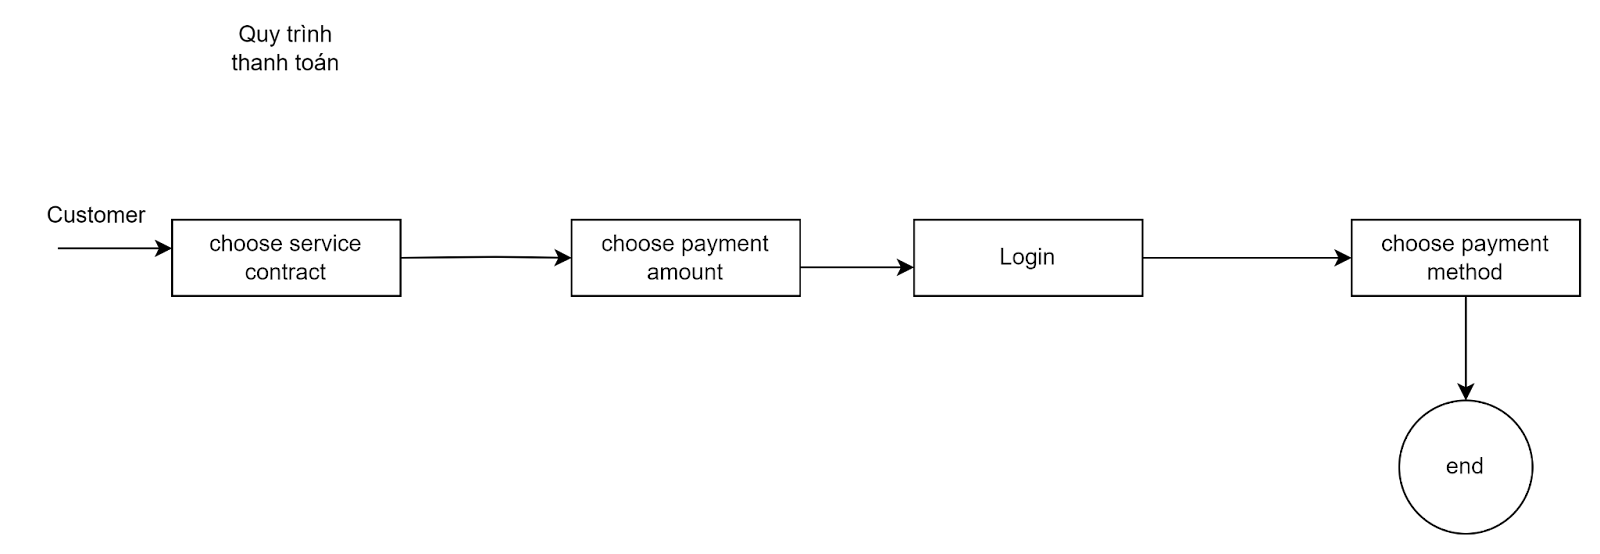 Quy trình
thanh toán
Customer
choose service
contract
choose payment
amount
Login
choose payment
method
end